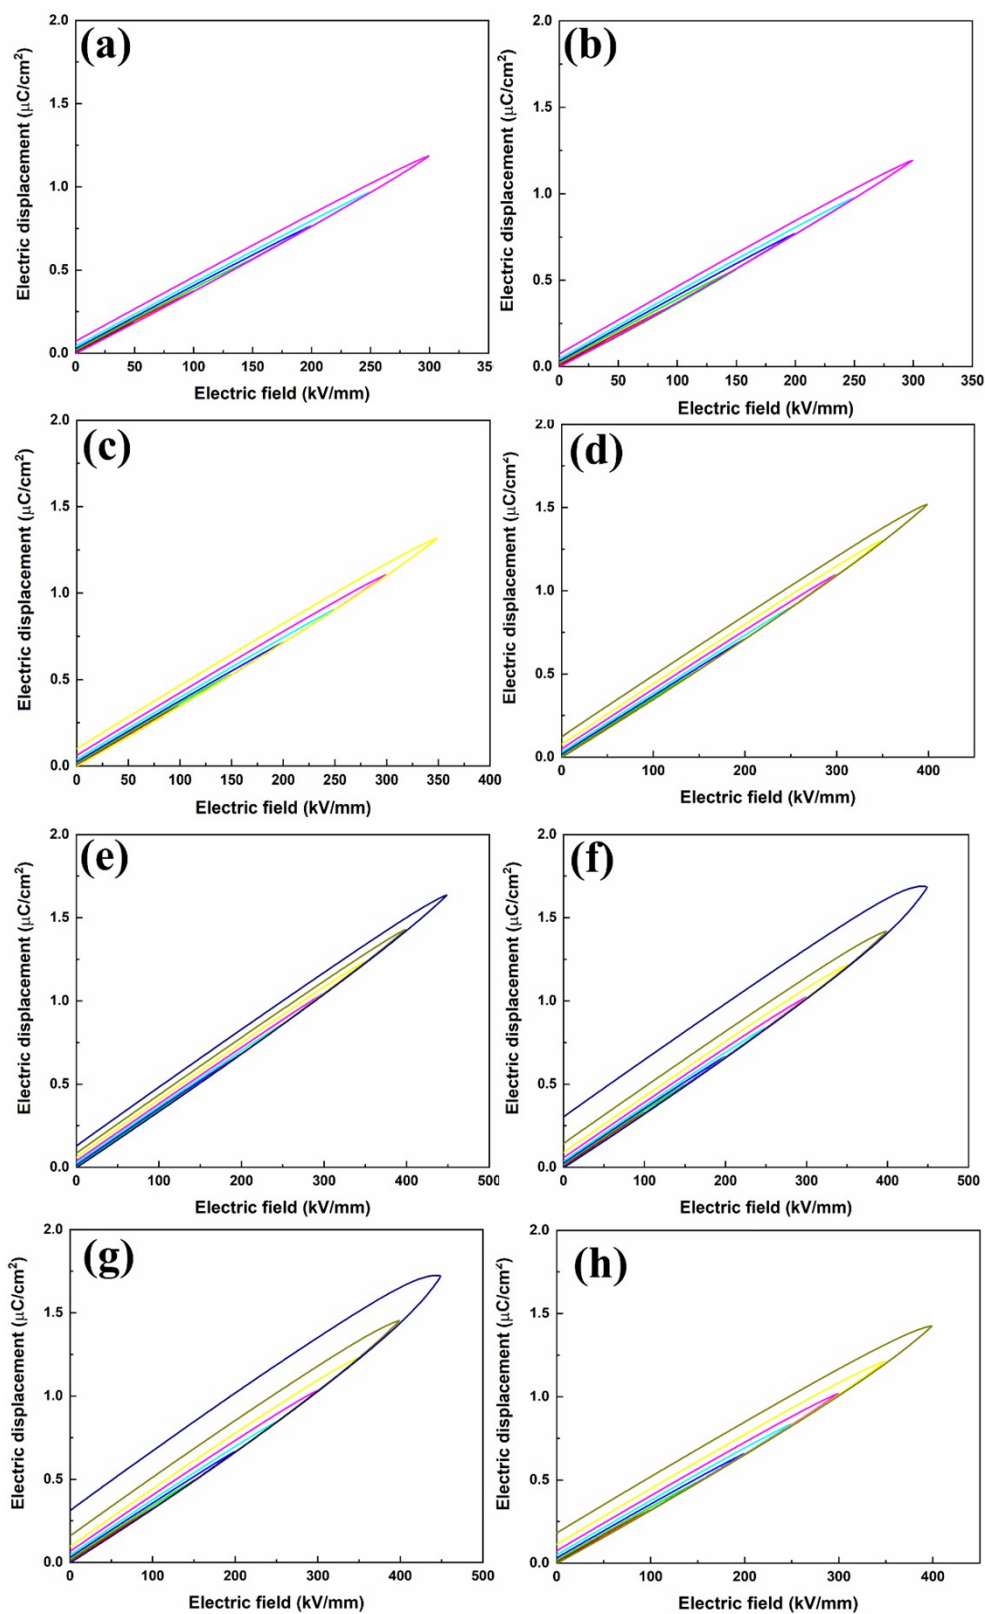 (a)
2.0
1.5
1.0
0.5
0.0
Electric displacement (μC/cm²)
0 50 100 150 200 250 300 35
Electric field (kV/mm)
(b)
2.0
1.5
1.0
0.5
0.0
Electric displacement (μC/cm²)
0 50 100 150 200 250 300 350
Electric field (kV/mm)
(c)
2.0
1.5
1.0
0.5
0.0
Electric displacement (μC/cm²)
0 50 100 150 200 250 300 350 400
Electric field (kV/mm)
(d)
2.0
1.5
1.0
0.5
0.0
Electric displacement (μC/cm²)
0 100 200 300 400
Electric field (kV/mm)
(e)
2.0
1.5
1.0
0.5
0.0
Electric displacement (μC/cm²)
0 100 200 300 400 500
Electric field (kV/mm)
(f)
2.0
1.5
1.0
0.5
0.0
Electric displacement (μC/cm²)
0 100 200 300 400 500
Electric field (kV/mm)
(g)
2.0
1.5
1.0
0.5
0.0
Electric displacement (μC/cm²)
0 100 200 300 400 500
Electric field (kV/mm)
(h)
2.0
1.5
1.0
0.5
0.0
Electric displacement (μC/cm²)
0 100 200 300 400
Electric field (kV/mm)